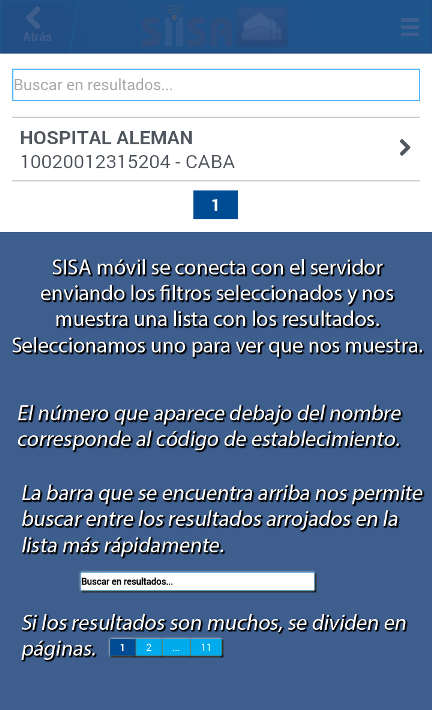 Atrás
SIISA
Buscar en resultados...
HOSPITAL ALEMAN
10020012315204 - CABA
1
SISA móvil se conecta con el servidor
enviando los filtros seleccionados y nos
muestra una lista con los resultados.
Seleccionamos uno para ver que nos muestra.
El número que aparece debajo del nombre
corresponde al código de establecimiento.
La barra que se encuentra arriba nos permite
buscar entre los resultados arrojados en la
lista más rápidamente.
Buscar en resultados...
Si los resultados son muchos, se dividen en
páginas. 1 2 ... 11